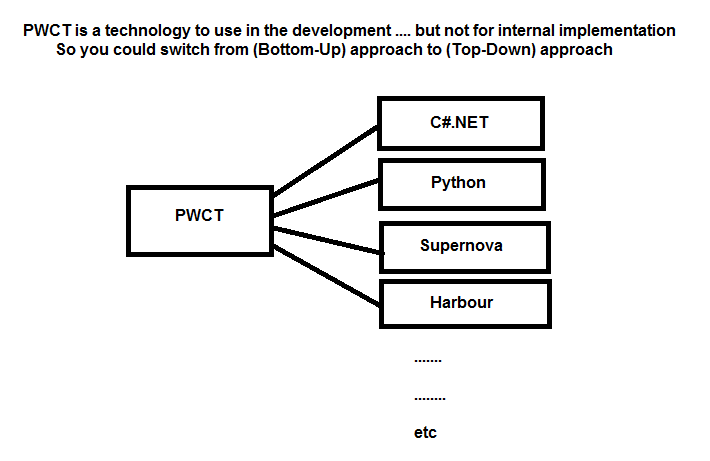 PWCT is a technology to use in the development .... but not for internal implementation
So you could switch from (Bottom-Up) approach to (Top-Down) approach
C#.NET
Python
PWCT
Supernova
Harbour
.......
........
etc